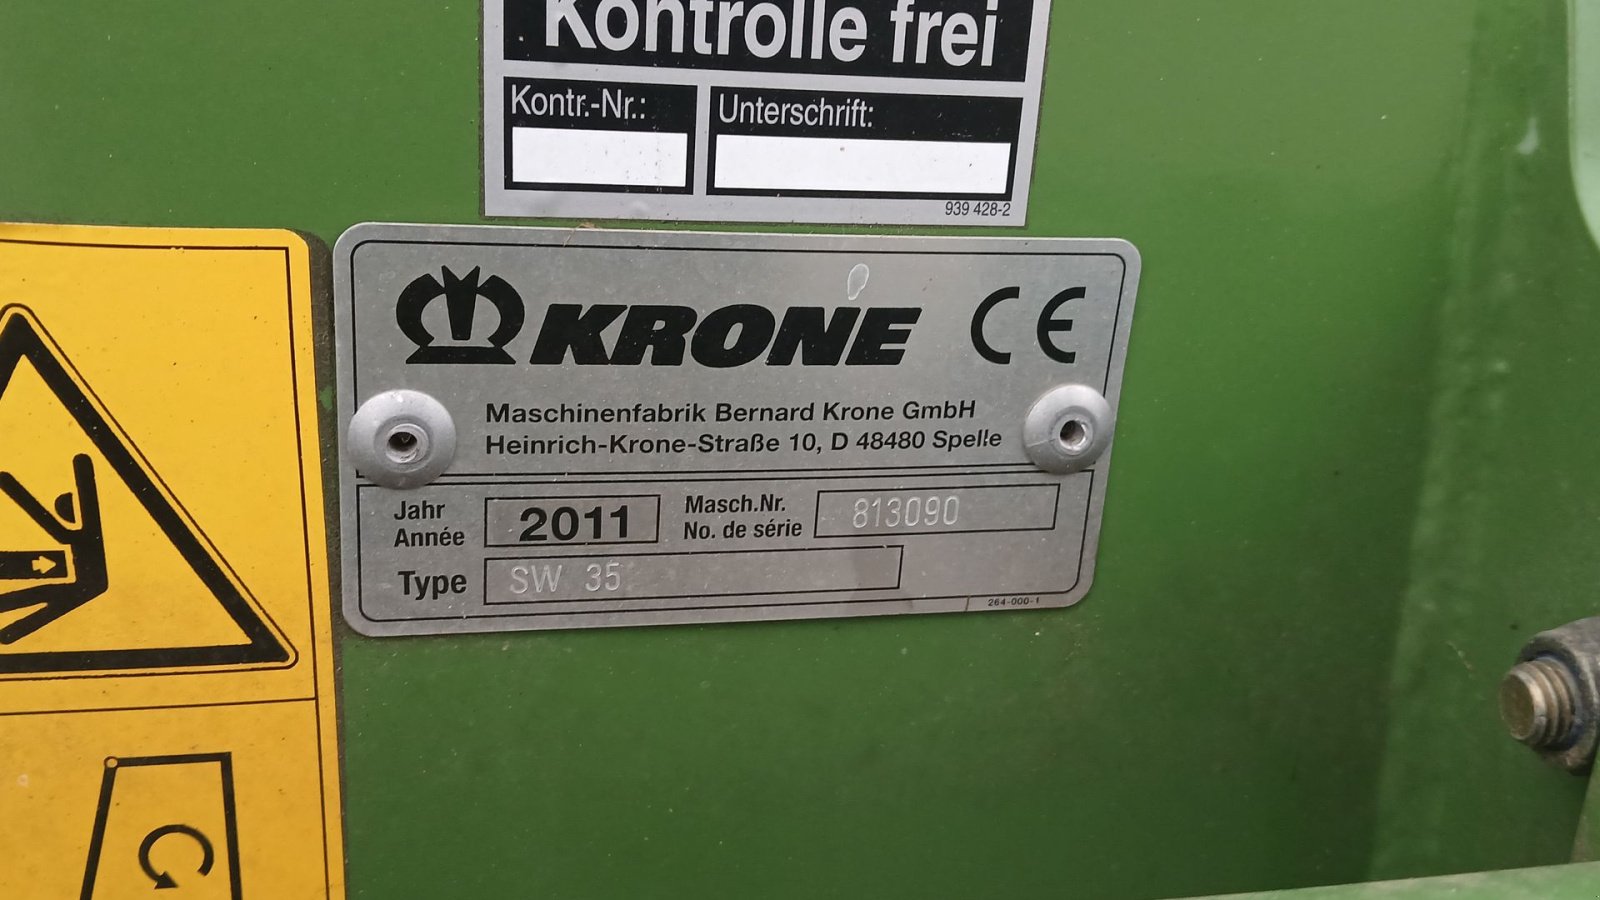 Kontrolle frei
Kontr.-Nr.: Unterschrift:
939 428-2
KRONE CE
Maschinenfabrik Bernard Krone GmbH
Heinrich-Krone-Straße 10, D 48480 Spelle
Jahr
Année
2011
Masch.Nr.
No. de série
813090
Type SW 35
264-000-1